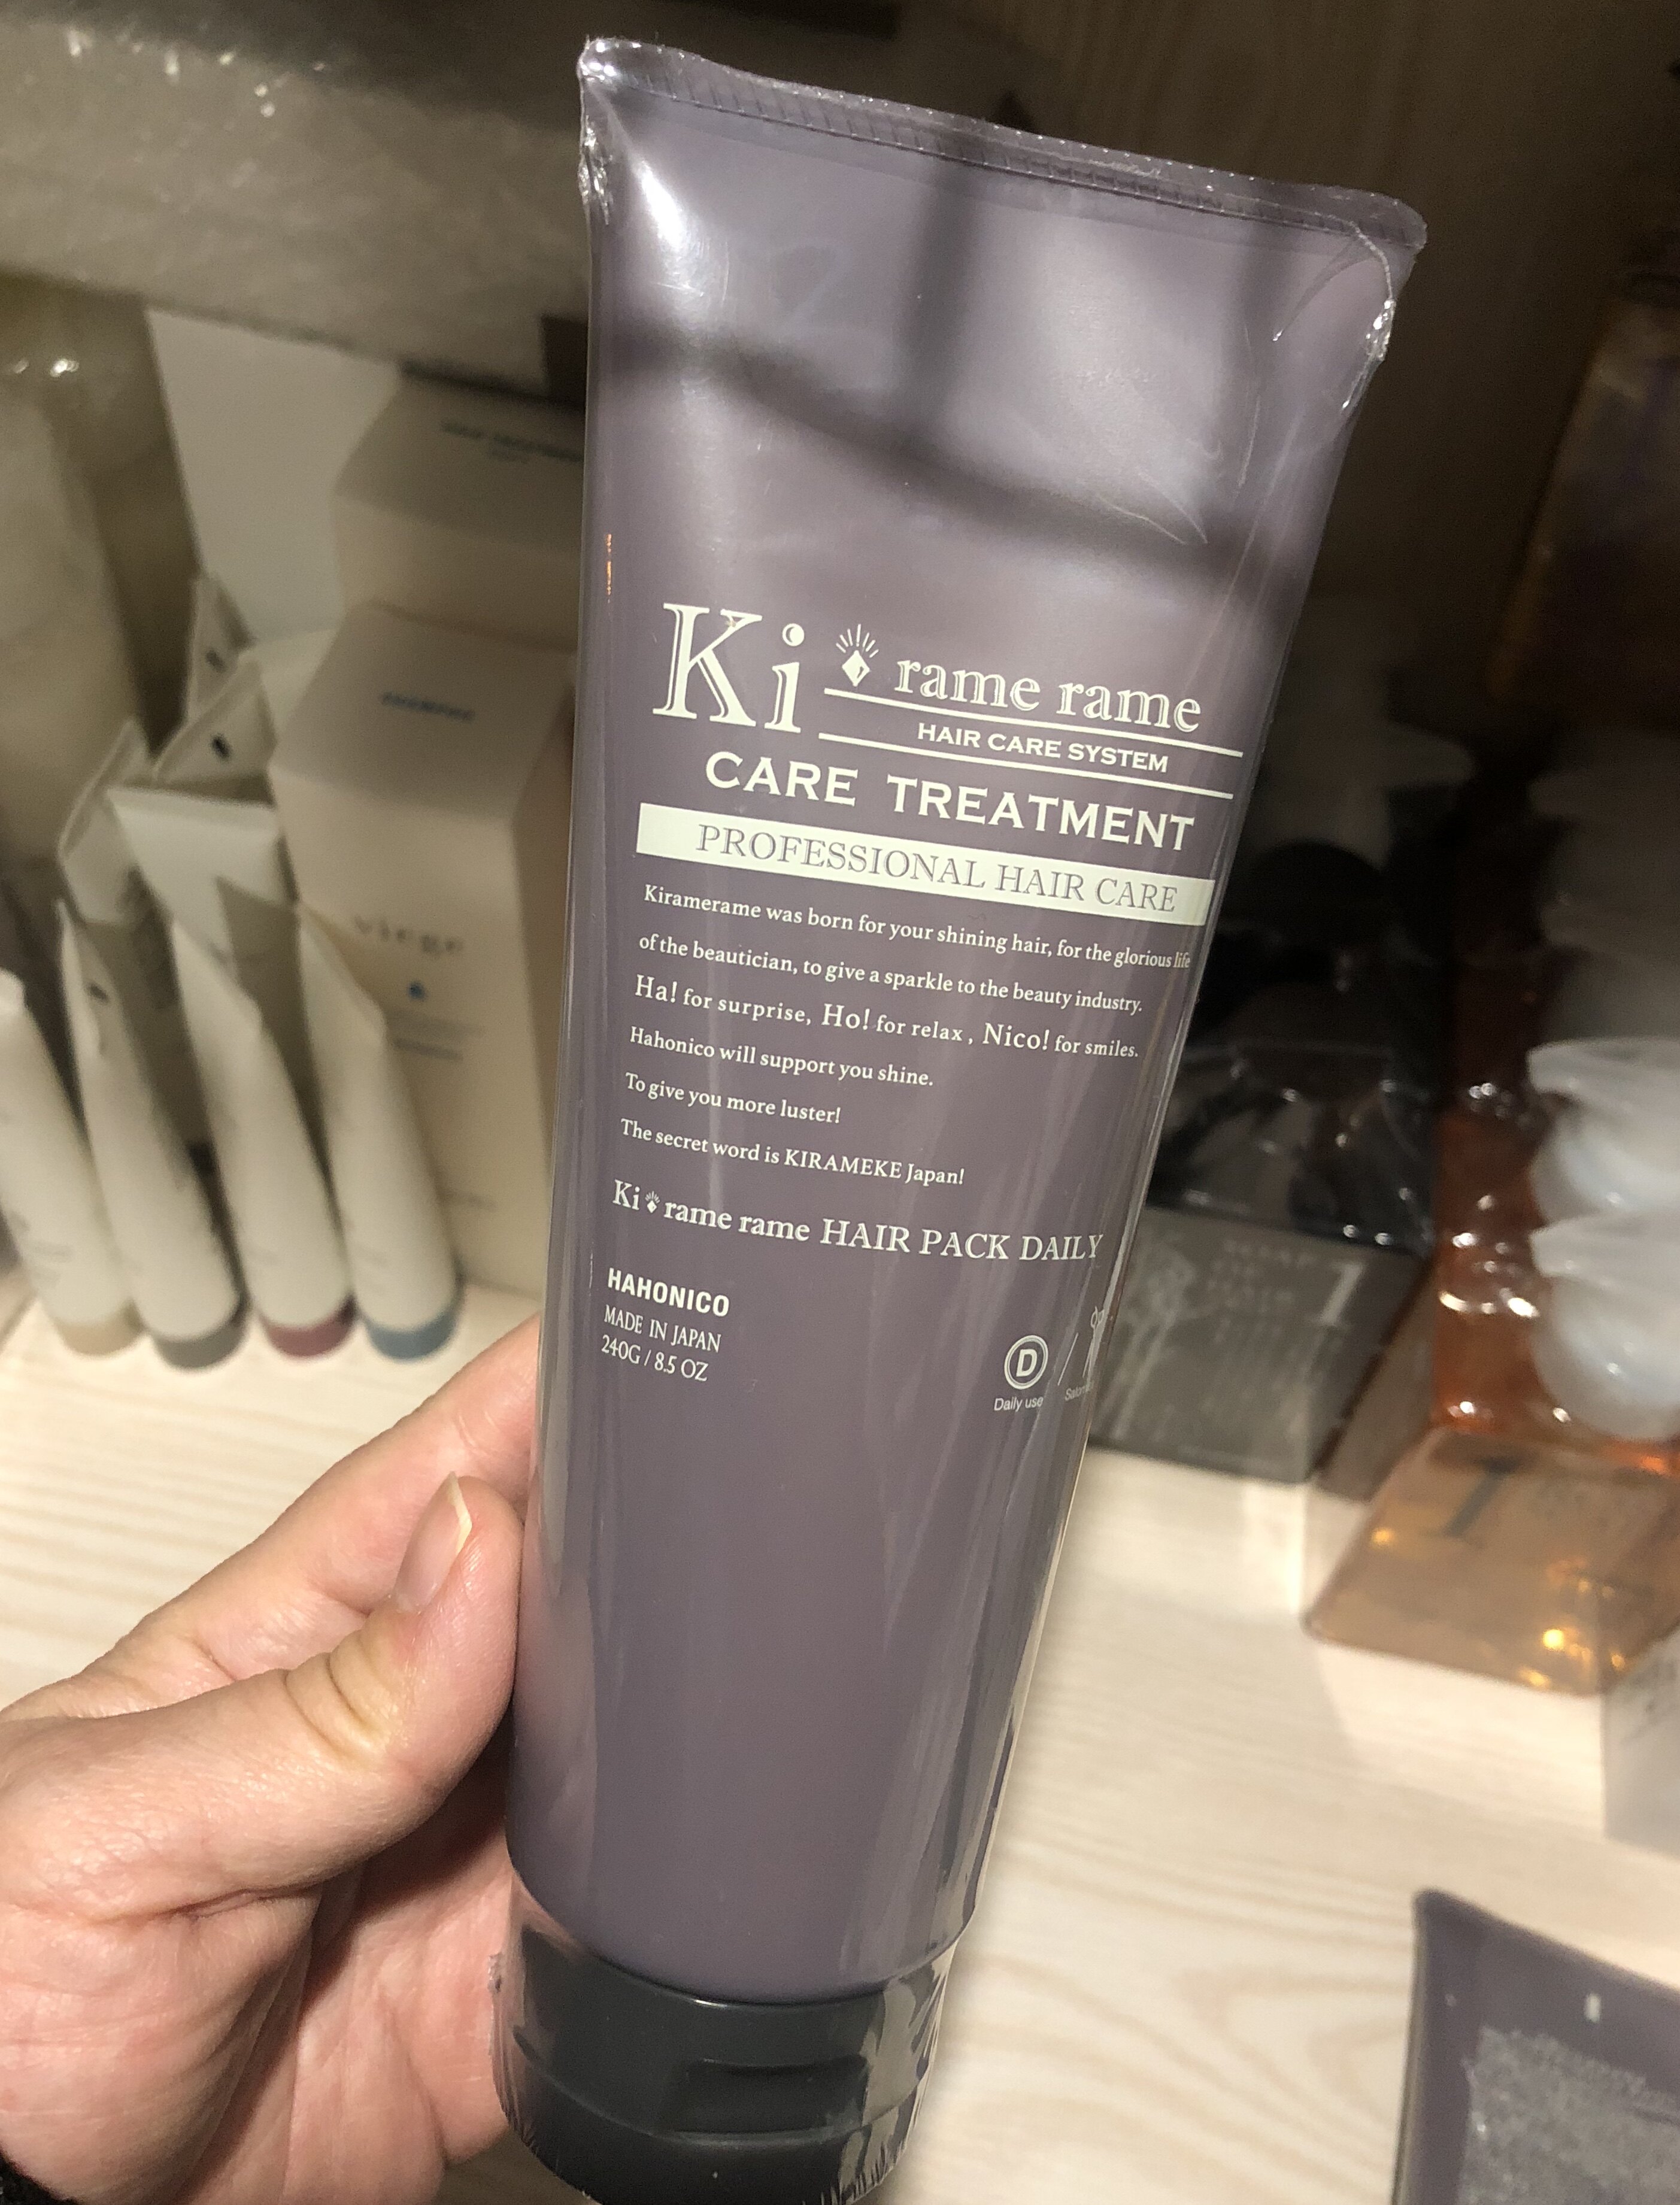 Ki rame rame
HAIR CARE SYSTEM
CARE TREATMENT
PROFESSIONAL HAIR CARE
Kiramerame was born for your shining hair, for the glorious life
of the beautician, to give a sparkle to the beauty industry.
Ha! for surprise, Ho! for relax, Nico! for smiles.
Hahonico will support you shine.
To give you more luster!
The secret word is KIRAMEKE Japan!
Ki rame rame HAIR PACK DAILY
HAHONICO
MADE IN JAPAN
240G / 8.5 OZ
D
Daily use
viege
1